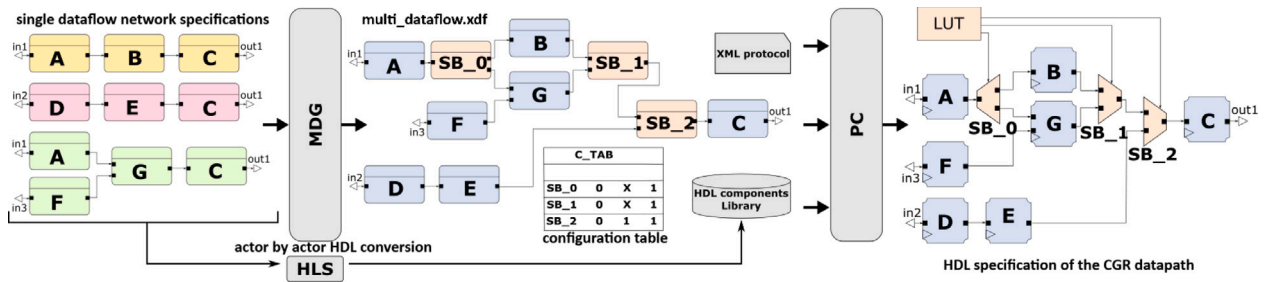 single dataflow network specifications
in1 A B C out1
in2 D E C out1
in1 A G C out1
in3 F
MDG
multi_dataflow.xdf
in1 A SB_0 B SB_1
G
in3 F
SB_2 C out1
in2 D E
C_TAB
SB_0 0 X 1
SB_1 0 X 1
SB_2 0 1 1
configuration table
actor by actor HDL conversion
HLS
XML protocol
HDL components
Library
PC
LUT
in1 A SB_0 B SB_1
G
SB_2 C out1
in3 F
in2 D E
HDL specification of the CGR datapath